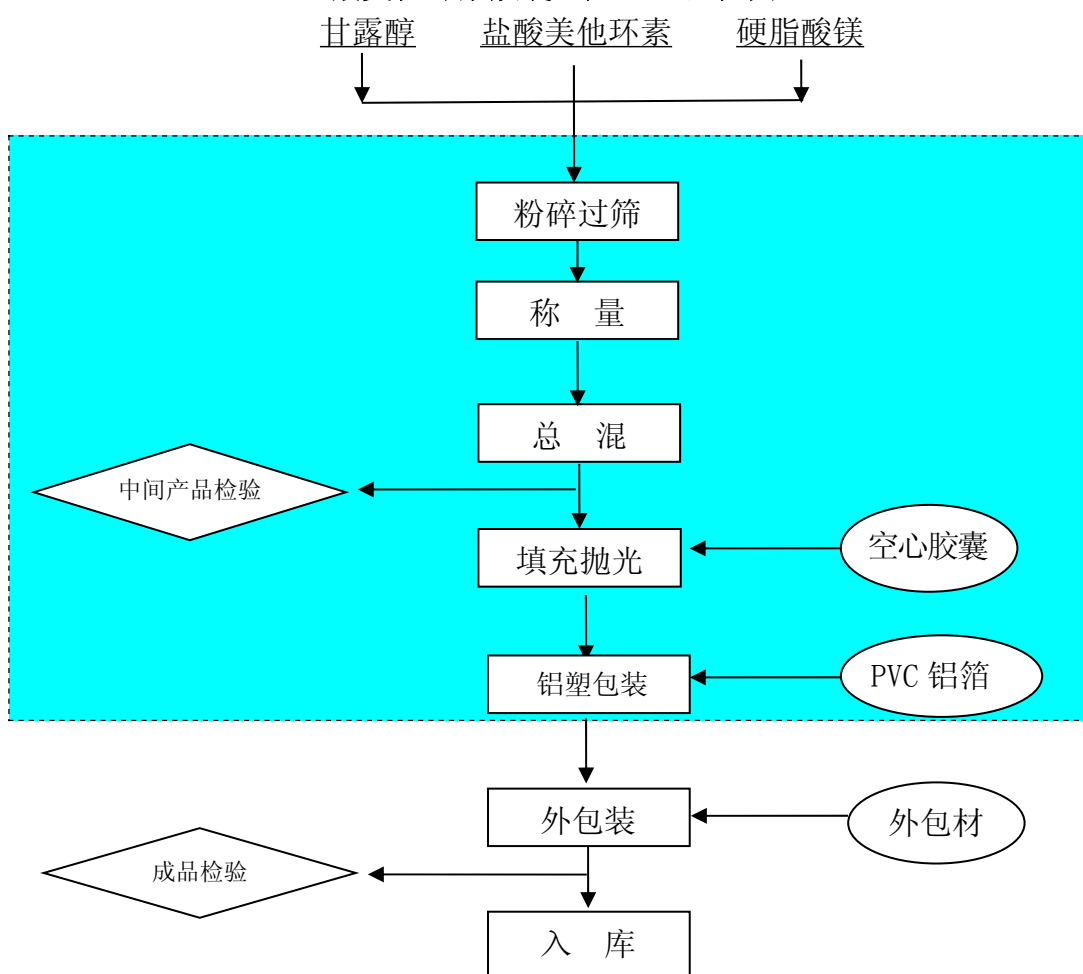 甘露醇 盐酸美他环素 硬脂酸镁
粉碎过筛
称 量
总 混
中间产品检验
填充抛光
空心胶囊
铝塑包装
PVC 铝箔
外包装
外包材
成品检验
入 库